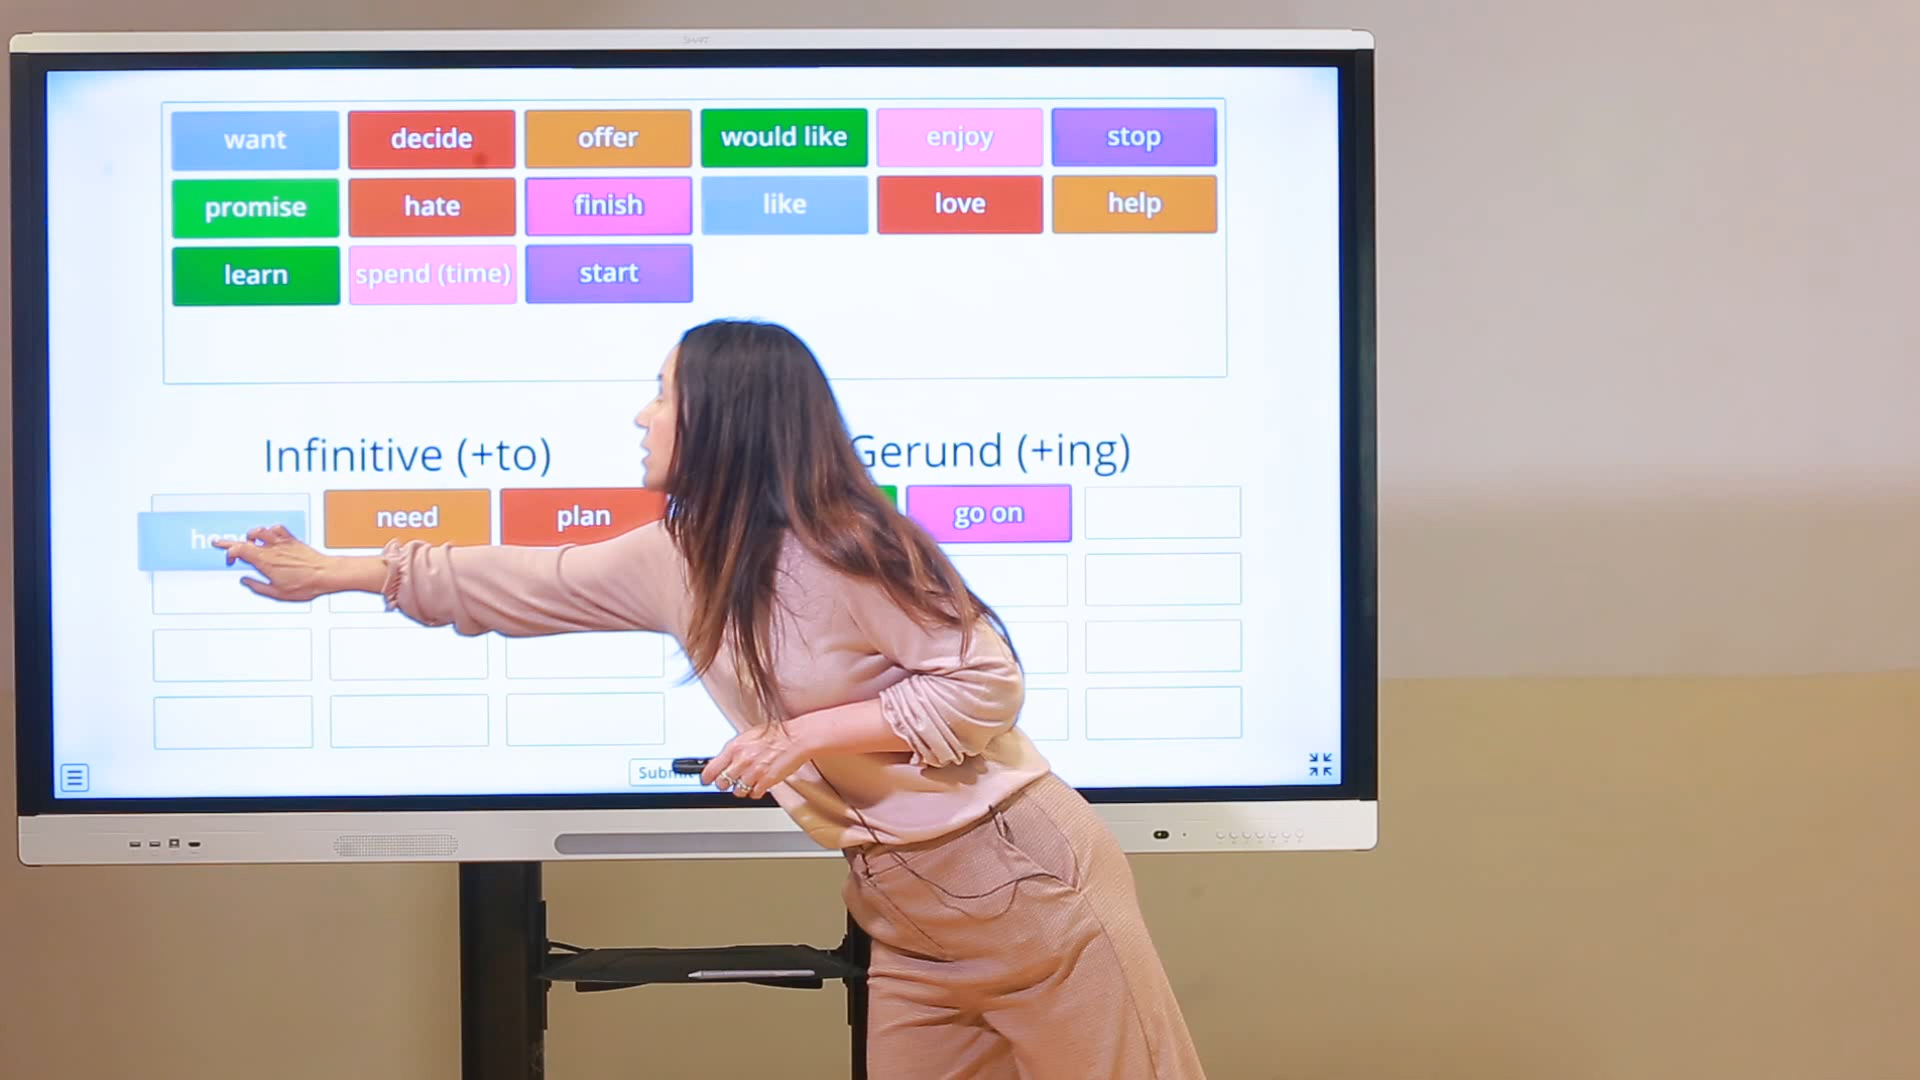 SMART
want decide offer would like enjoy stop
promise hate finish like love help
learn spend (time) start
Infinitive (+to) Gerund (+ing)
need plan go on